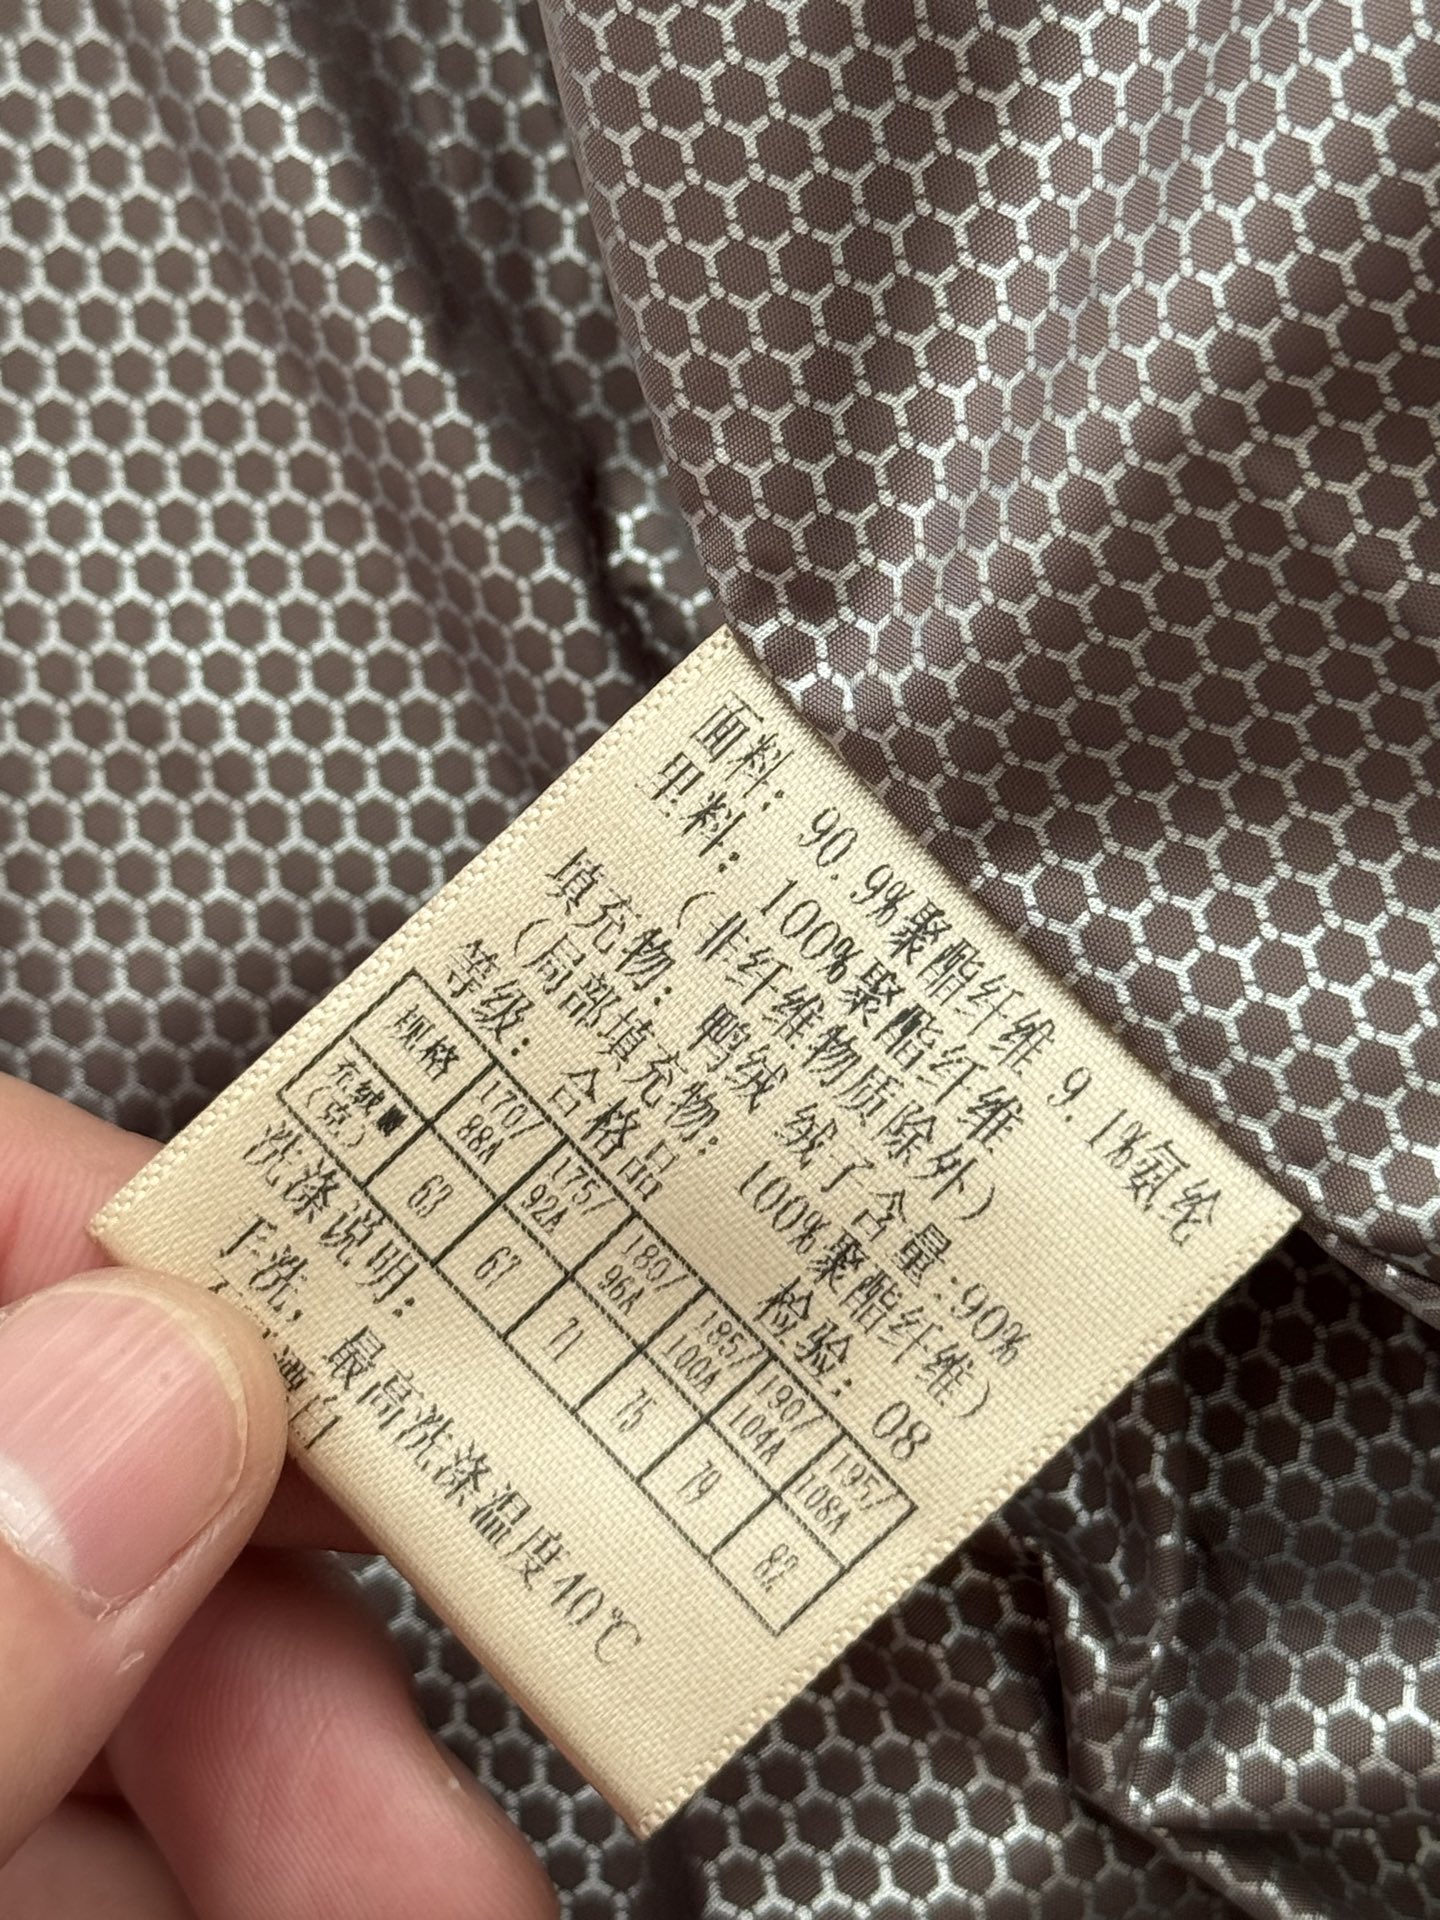 面料: 90.9%聚酯纤维 9.1%氨纶
里料: 100%聚酯纤维
(非纤维物质除外)
填充物: 鸭绒 绒子含量:90%
(局部填充物: 100%聚酯纤维)
等级: 合格品 检验: 08
规格 170/88A 175/92A 180/96A 185/100A 190/104A 195/108A
充绒量(克) 63 67 71 75 79 82
洗涤说明:
手洗, 最高洗涤温度40℃
漂白